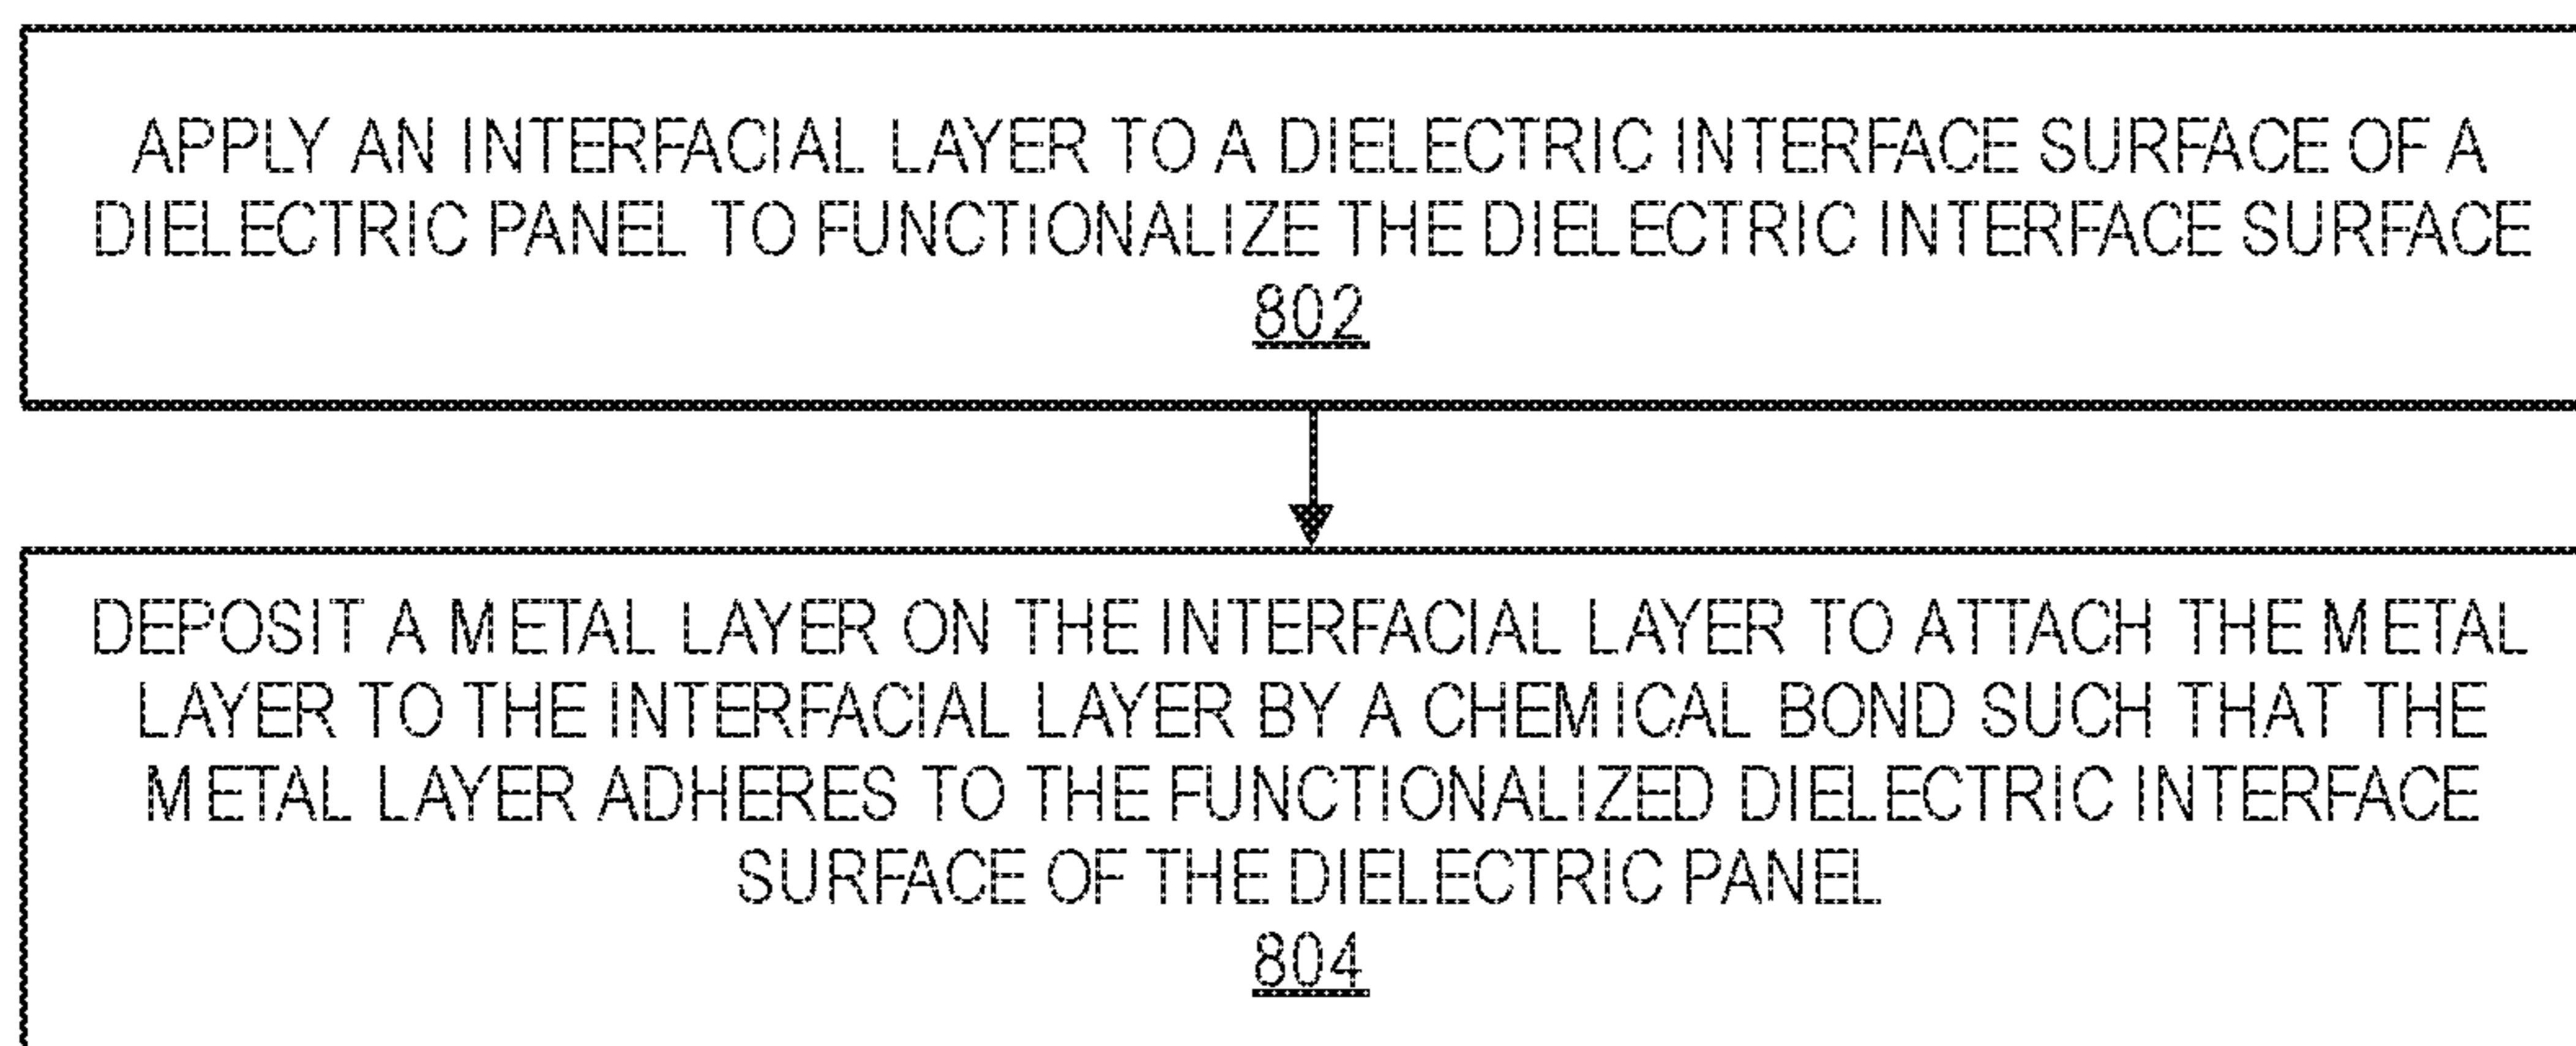 APPLY AN INTERFACIAL LAYER TO A DIELECTRIC INTERFACE SURFACE OF A
DIELECTRIC PANEL TO FUNCTIONALIZE THE DIELECTRIC INTERFACE SURFACE
802
DEPOSIT A METAL LAYER ON THE INTERFACIAL LAYER TO ATTACH THE METAL
LAYER TO THE INTERFACIAL LAYER BY A CHEMICAL BOND SUCH THAT THE
METAL LAYER ADHERES TO THE FUNCTIONALIZED DIELECTRIC INTERFACE
SURFACE OF THE DIELECTRIC PANEL
804